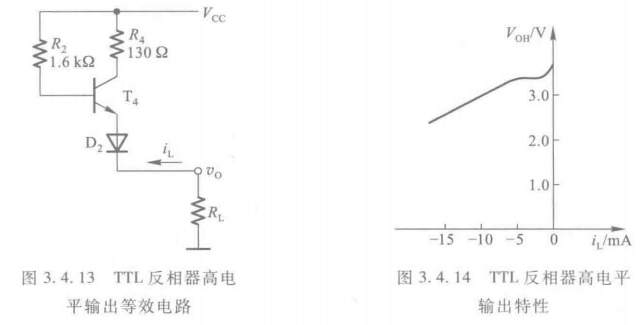 V_CC
R_2
1.6 kΩ
R_4
130 Ω
T_4
D_2
i_L
v_O
R_L
图 3.4.13 TTL 反相器高电
平输出等效电路
V_OH/V
3.0
2.0
1.0
-15 -10 -5 0 i_L/mA
图 3.4.14 TTL 反相器高电平
输出特性